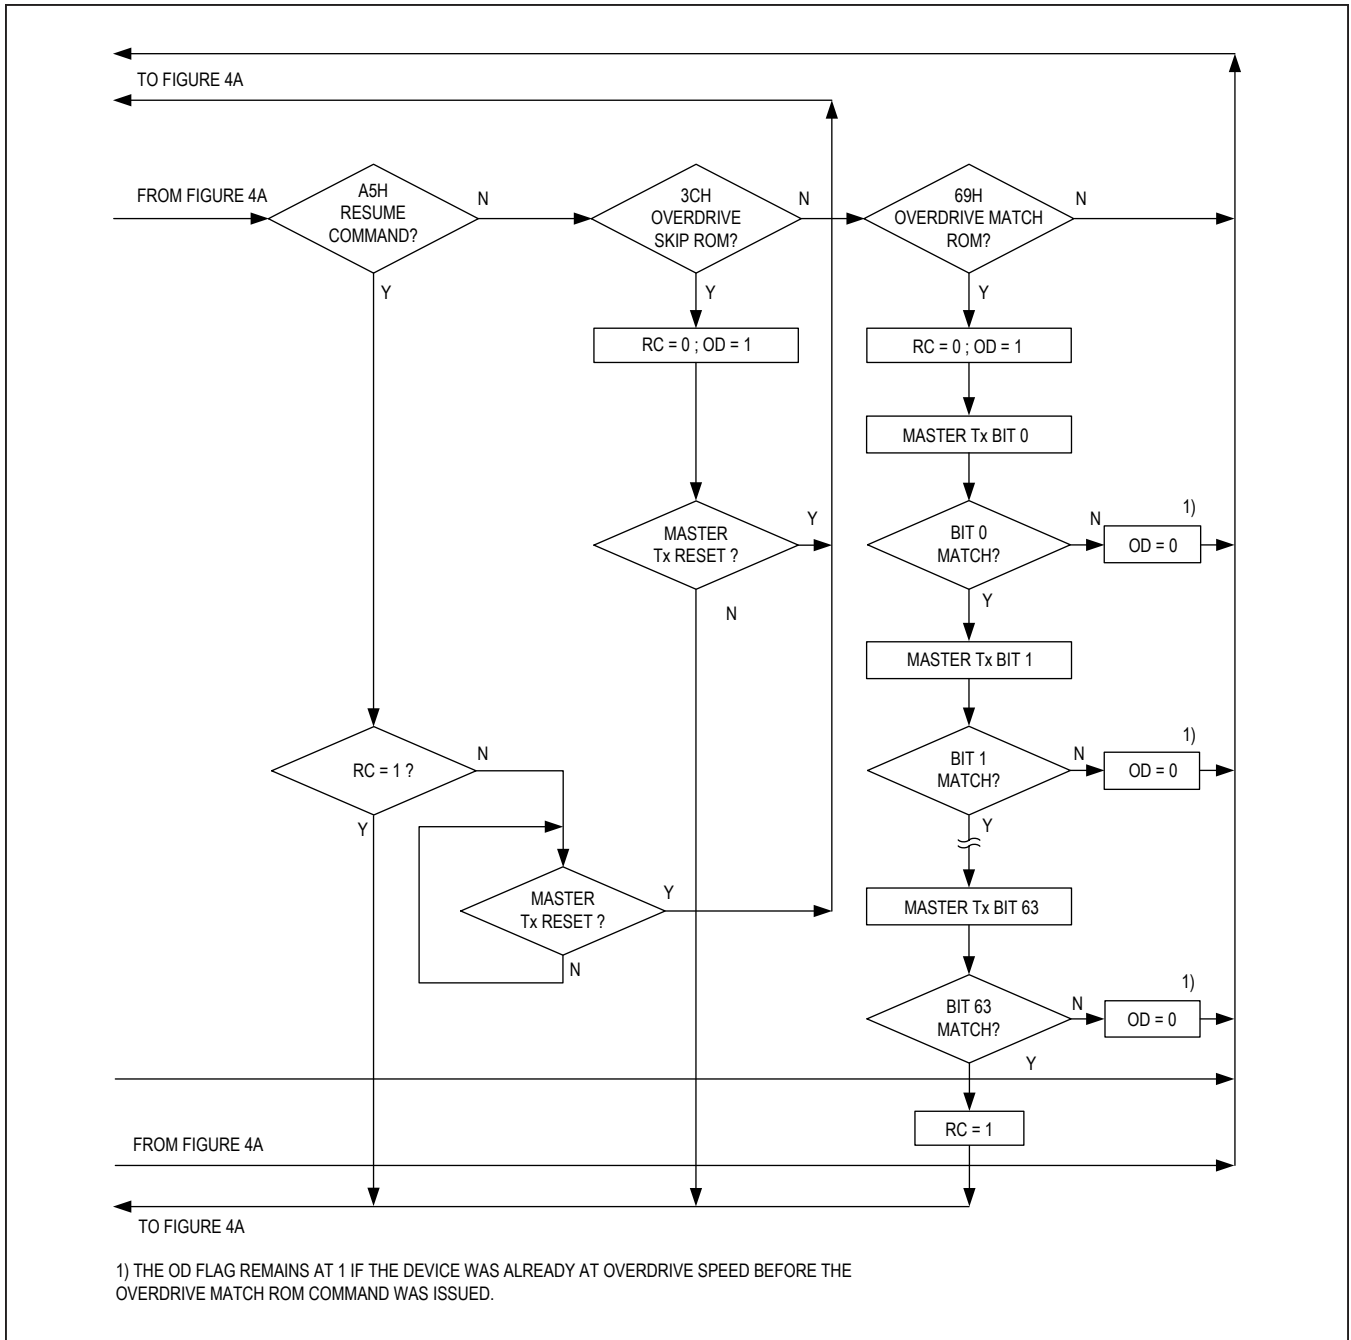 TO FIGURE 4A
FROM FIGURE 4A
A5H
RESUME
COMMAND?
N
3CH
OVERDRIVE
SKIP ROM?
N
69H
OVERDRIVE MATCH
ROM?
N
Y
Y
Y
RC = 0 ; OD = 1
RC = 0 ; OD = 1
MASTER Tx BIT 0
MASTER
Tx RESET ?
Y
N
BIT 0
MATCH?
N
1)
OD = 0
Y
MASTER Tx BIT 1
RC = 1 ?
N
Y
BIT 1
MATCH?
N
1)
OD = 0
Y
MASTER
Tx RESET ?
Y
N
MASTER Tx BIT 63
BIT 63
MATCH?
N
1)
OD = 0
Y
RC = 1
FROM FIGURE 4A
TO FIGURE 4A
1) THE OD FLAG REMAINS AT 1 IF THE DEVICE WAS ALREADY AT OVERDRIVE SPEED BEFORE THE
OVERDRIVE MATCH ROM COMMAND WAS ISSUED.